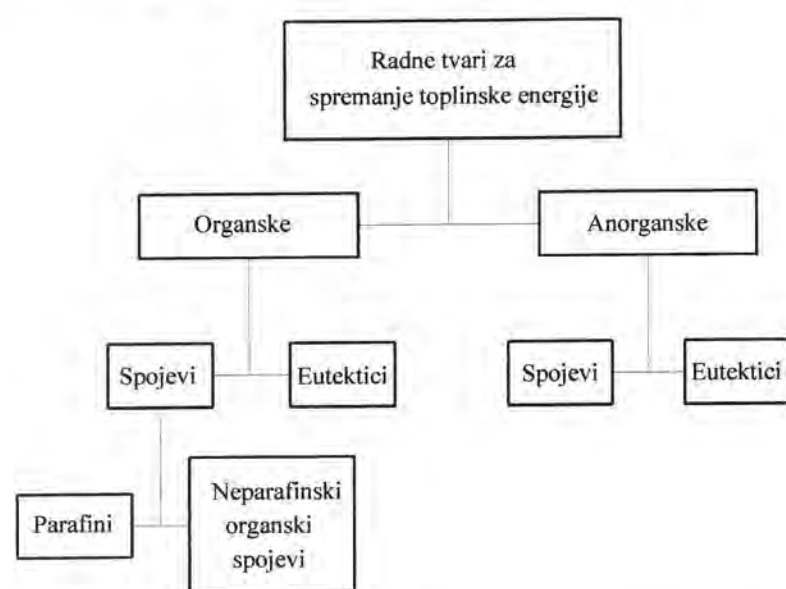 Radne tvari za
spremanje toplinske energije
Organske
Anorganske
Spojevi
Eutektici
Spojevi
Eutektici
Parafini
Neparafinski
organski
spojevi